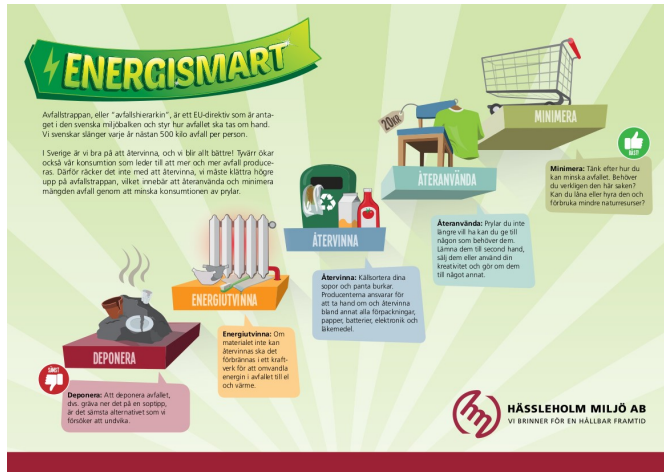 ENERGISMART
Avfallstrappan, eller "avfallshierarkin", är ett EU-direktiv som är anta-
get i den svenska miljöbalken och styr hur avfallet ska tas om hand.
Vi svenskar slänger varje år nästan 500 kilo avfall per person.
I Sverige är vi bra på att återvinna, och vi blir allt bättre! Tyvärr ökar
också vår konsumtion som leder till att mer och mer avfall produce-
ras. Därför räcker det inte med att återvinna, vi måste klättra högre
upp på avfallstrappan, vilket innebär att återanvända och minimera
mängden avfall genom att minska konsumtionen av prylar.
MINIMERA
BÄST!
Minimera: Tänk efter hur du
kan minska avfallet. Behöver
du verkligen den här saken?
Kan du låna eller hyra den och
förbruka mindre naturresurser?
20KR
ÅTERANVÄNDA
Återanvända: Prylar du inte
längre vill ha kan du ge till
någon som behöver dem.
Lämna dem till second hand,
sälj dem eller använd din
kreativitet och gör om dem
till något annat.
ÅTERVINNA
Återvinna: Källsortera dina
sopor och panta burkar.
Producenterna ansvarar för
att ta hand om och återvinna
bland annat alla förpackningar,
papper, batterier, elektronik och
läkemedel.
ENERGIUTVINNA
Energiutvinna: Om
materialet inte kan
återvinnas ska det
förbrännas i ett kraft-
verk för att omvandla
energin i avfallet till el
och värme.
DEPONERA
SÄMST
Deponera: Att deponera avfallet,
dvs. gräva ner det på en soptipp,
är det sämsta alternativet som vi
försöker att undvika.
HÄSSLEHOLM MILJÖ AB
VI BRINNER FÖR EN HÅLLBAR FRAMTID